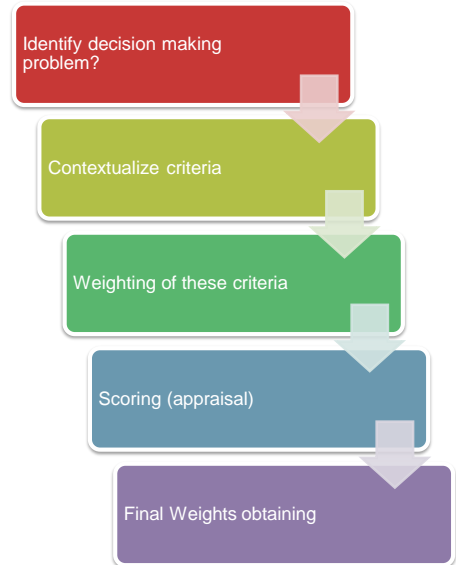 Identify decision making
problem?
Contextualize criteria
Weighting of these criteria
Scoring (appraisal)
Final Weights obtaining